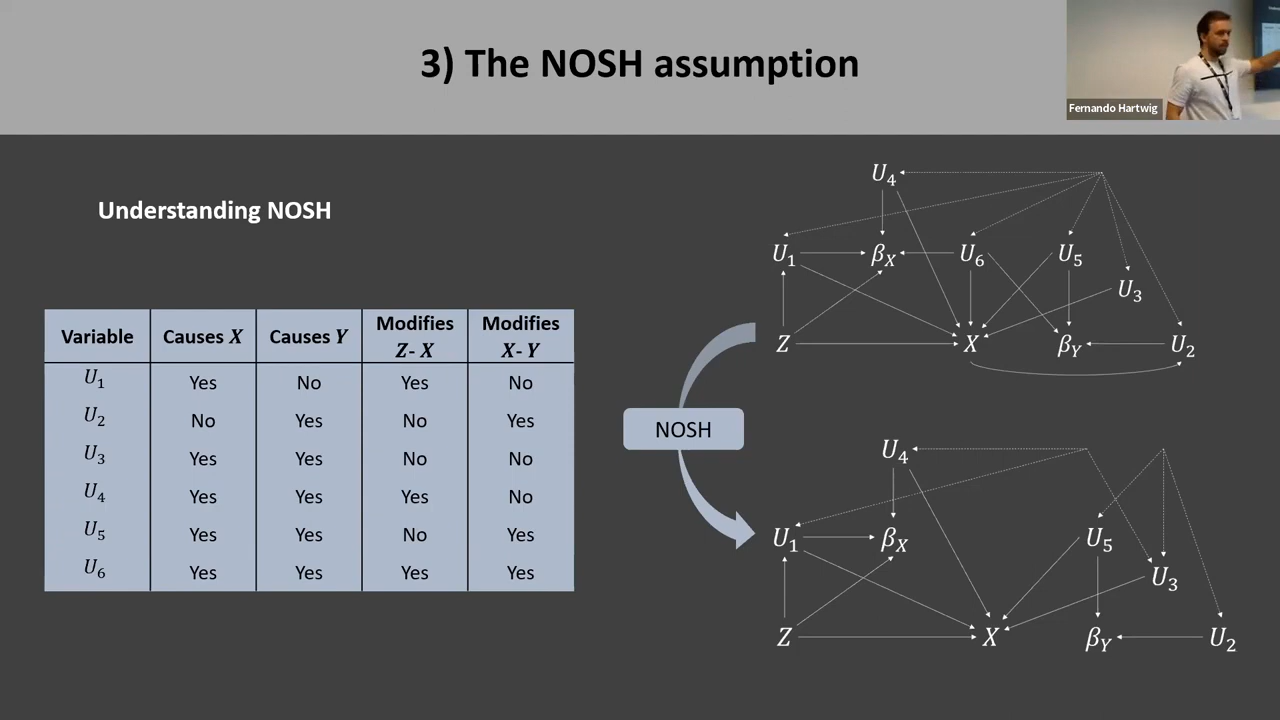 3) The NOSH assumption
Fernando Hartwig
Understanding NOSH
Variable Causes X Causes Y Modifies Z- X Modifies X- Y
U₁ Yes No Yes No
U₂ No Yes No Yes
U₃ Yes Yes No No
U₄ Yes Yes Yes No
U₅ Yes Yes No Yes
U₆ Yes Yes Yes Yes
NOSH
U₄
U₁ βX U₆ U₅
U₃
Z X βY U₂
U₄
U₁ βX U₅
U₃
Z X βY U₂